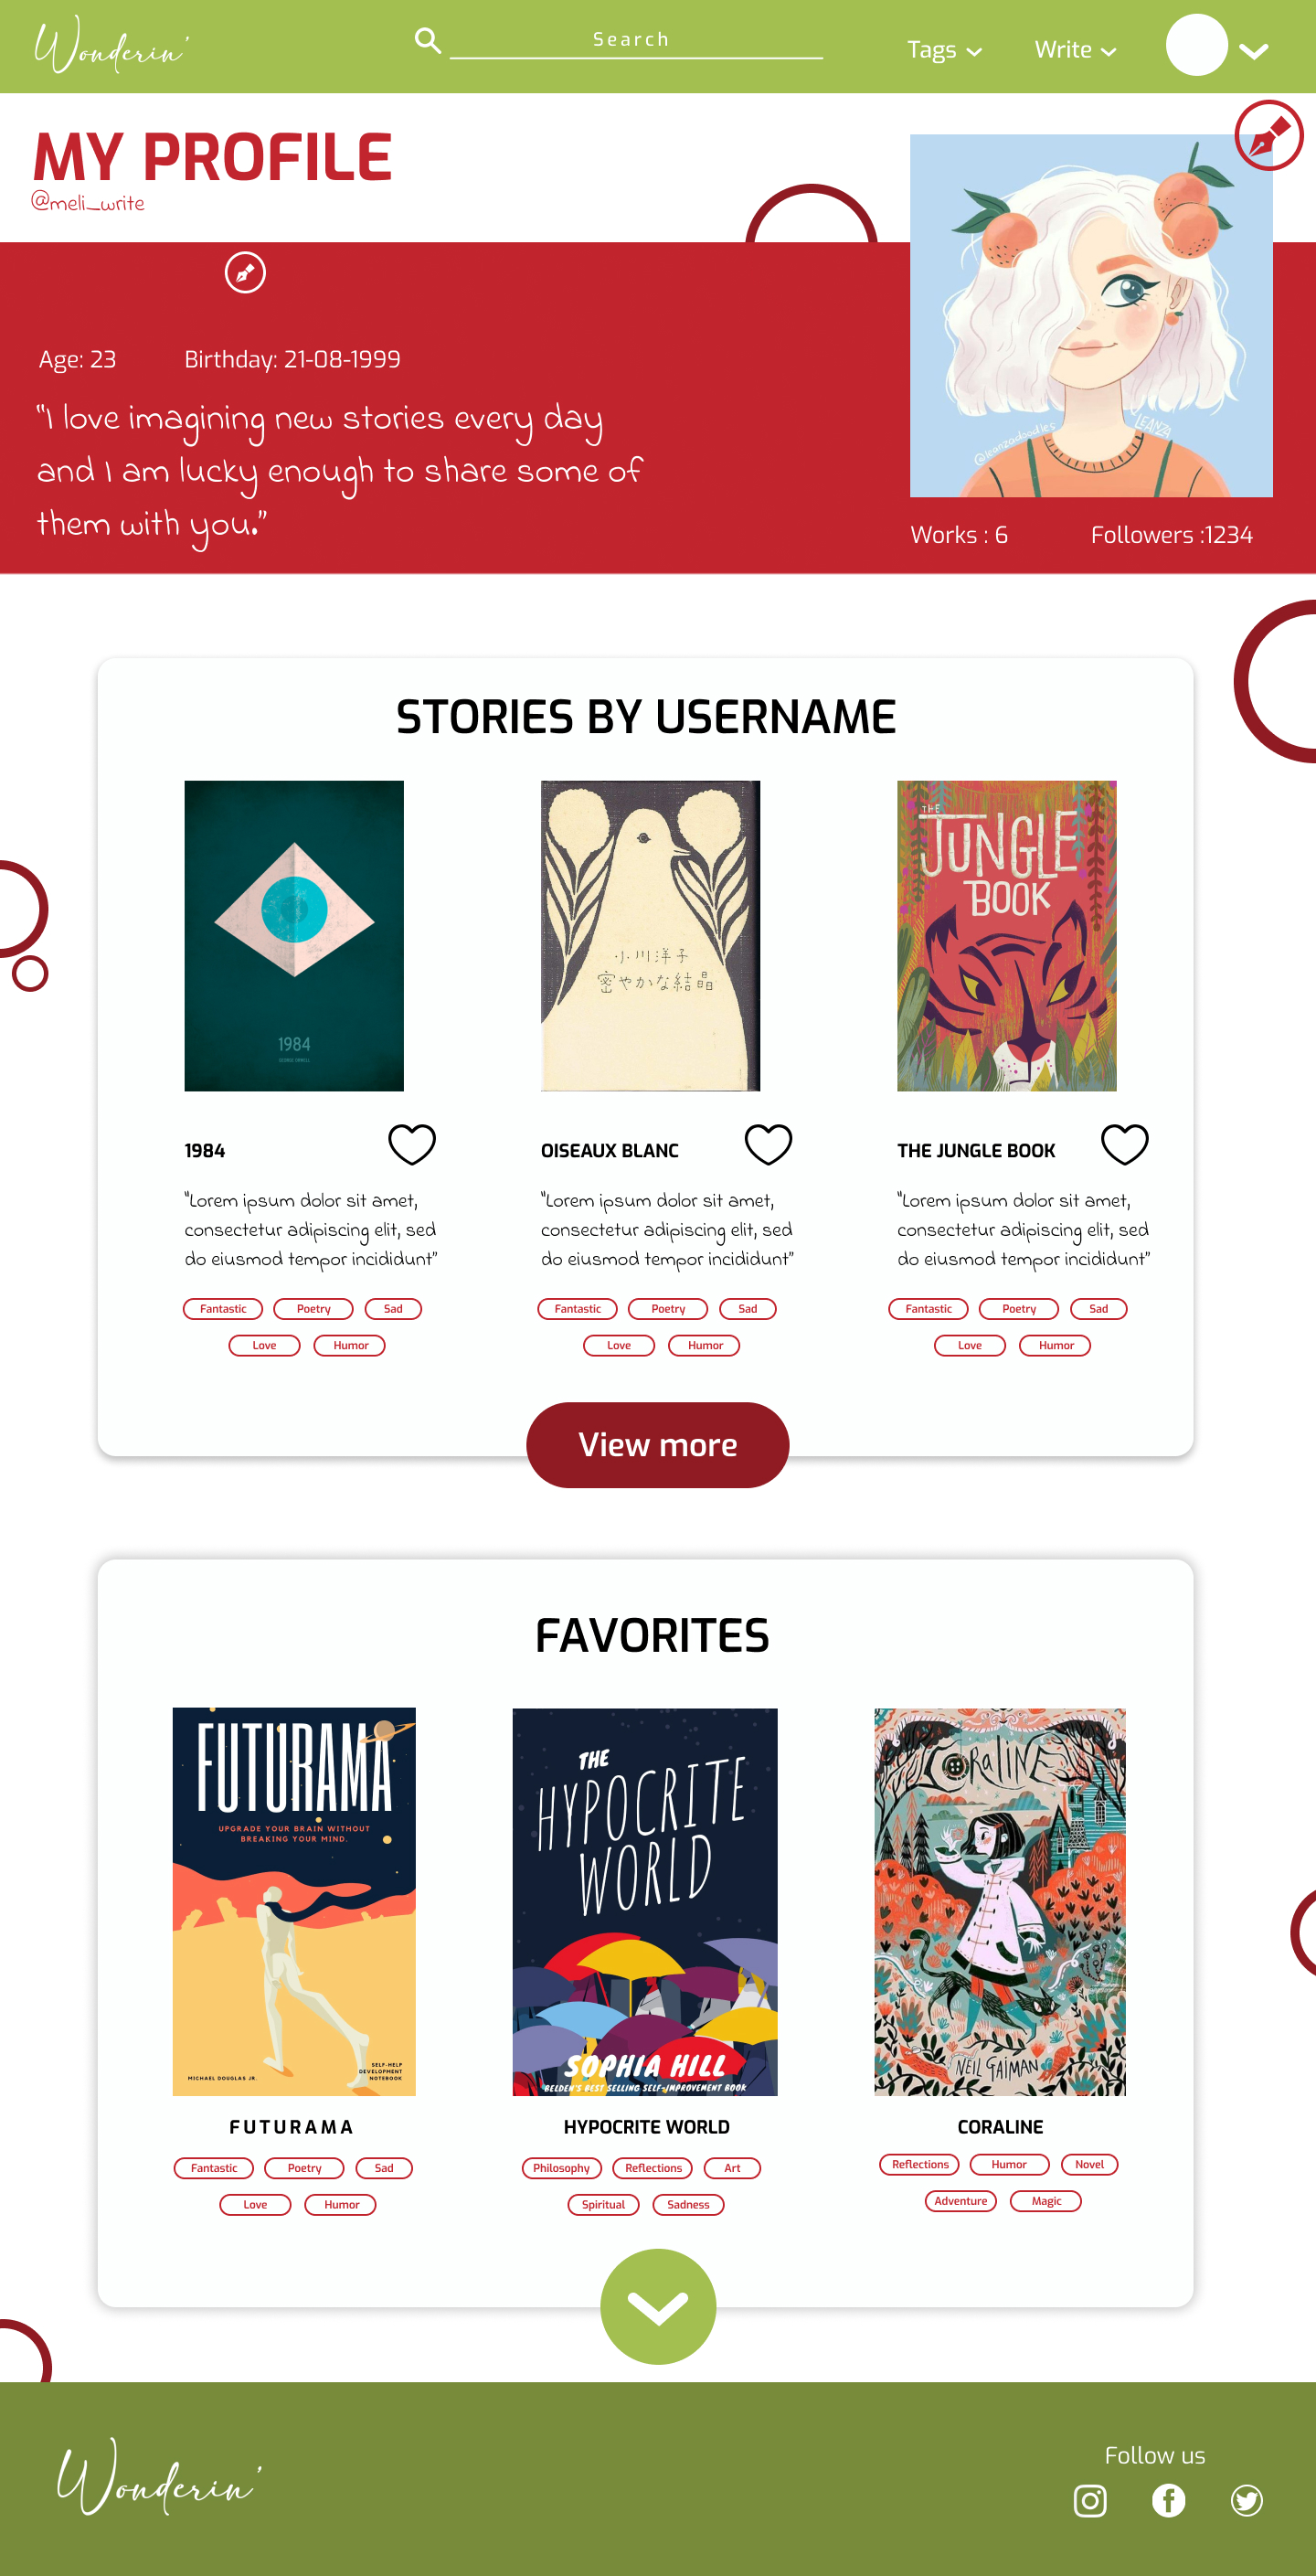 Wonderin'
Search
Tags
Write
MY PROFILE
@meli_write
Age: 23
Birthday: 21-08-1999
"I love imagining new stories every day
and I am lucky enough to share some of
them with you."
@leanzadoodles
LEANZA
Works : 6
Followers :1234
STORIES BY USERNAME
1984
GEORGE ORWELL
小川洋子
密やかな結晶
THE
JUNGLE
BOOK
1984
OISEAUX BLANC
THE JUNGLE BOOK
"Lorem ipsum dolor sit amet,
consectetur adipiscing elit, sed
do eiusmod tempor incididunt"
"Lorem ipsum dolor sit amet,
consectetur adipiscing elit, sed
do eiusmod tempor incididunt"
"Lorem ipsum dolor sit amet,
consectetur adipiscing elit, sed
do eiusmod tempor incididunt"
Fantastic Poetry Sad
Love Humor
Fantastic Poetry Sad
Love Humor
Fantastic Poetry Sad
Love Humor
View more
FAVORITES
FUTURAMA
UPGRADE YOUR BRAIN WITHOUT
BREAKING YOUR MIND.
MICHAEL DOUGLAS JR.
SELF-HELP
DEVELOPMENT
NOTEBOOK
THE
HYPOCRITE
WORLD
SOPHIA HILL
BELDEN'S BEST SELLING SELF-IMPROVEMENT BOOK
CORALINE
NEIL GAIMAN
FUTURAMA
HYPOCRITE WORLD
CORALINE
Fantastic Poetry Sad
Love Humor
Philosophy Reflections Art
Spiritual Sadness
Reflections Humor Novel
Adventure Magic
Wonderin'
Follow us